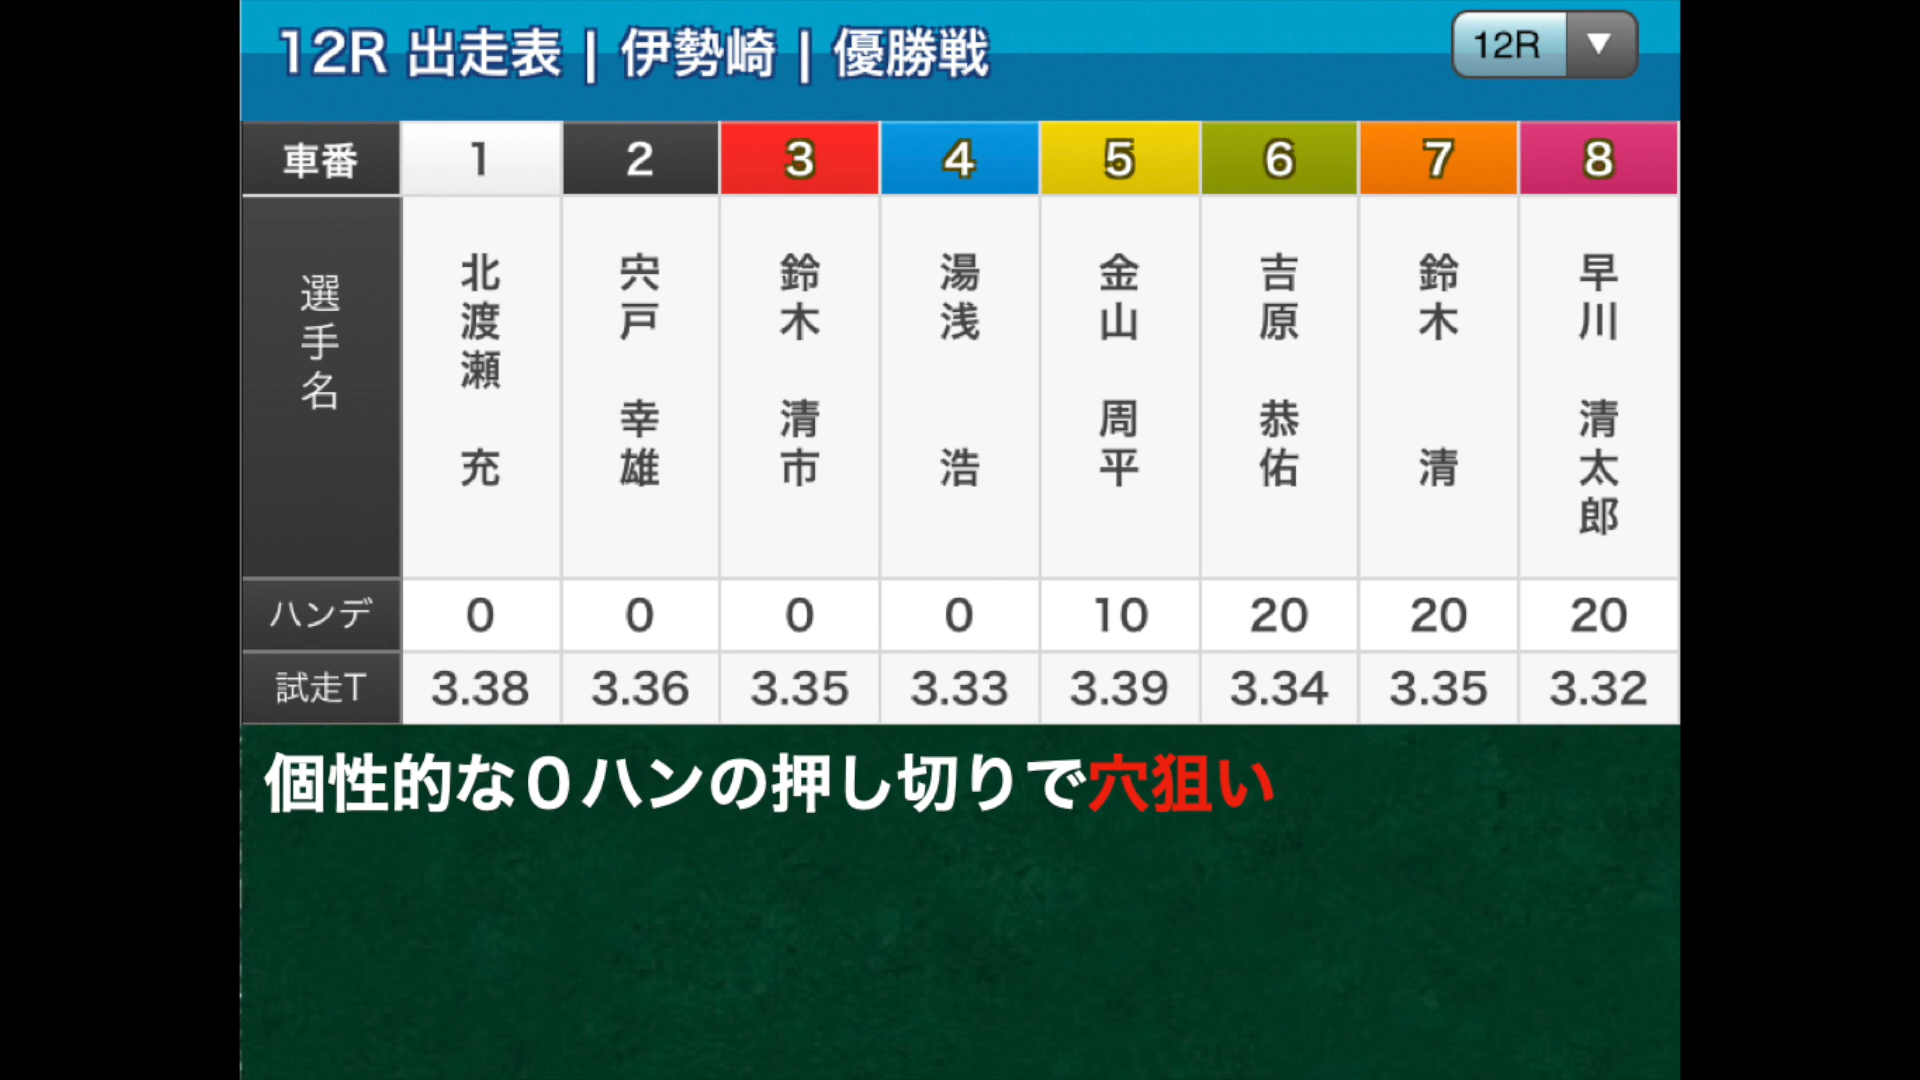 12R 出走表 | 伊勢崎 | 優勝戦
12R ▼
車番 1 2 3 4 5 6 7 8
選手名 北渡瀬 充 宍戸 幸雄 鈴木 清市 湯浅 浩 金山 周平 吉原 恭佑 鈴木 清 早川 清太郎
ハンデ 0 0 0 0 10 20 20 20
試走T 3.38 3.36 3.35 3.33 3.39 3.34 3.35 3.32
個性的な０ハンの押し切りで穴狙い